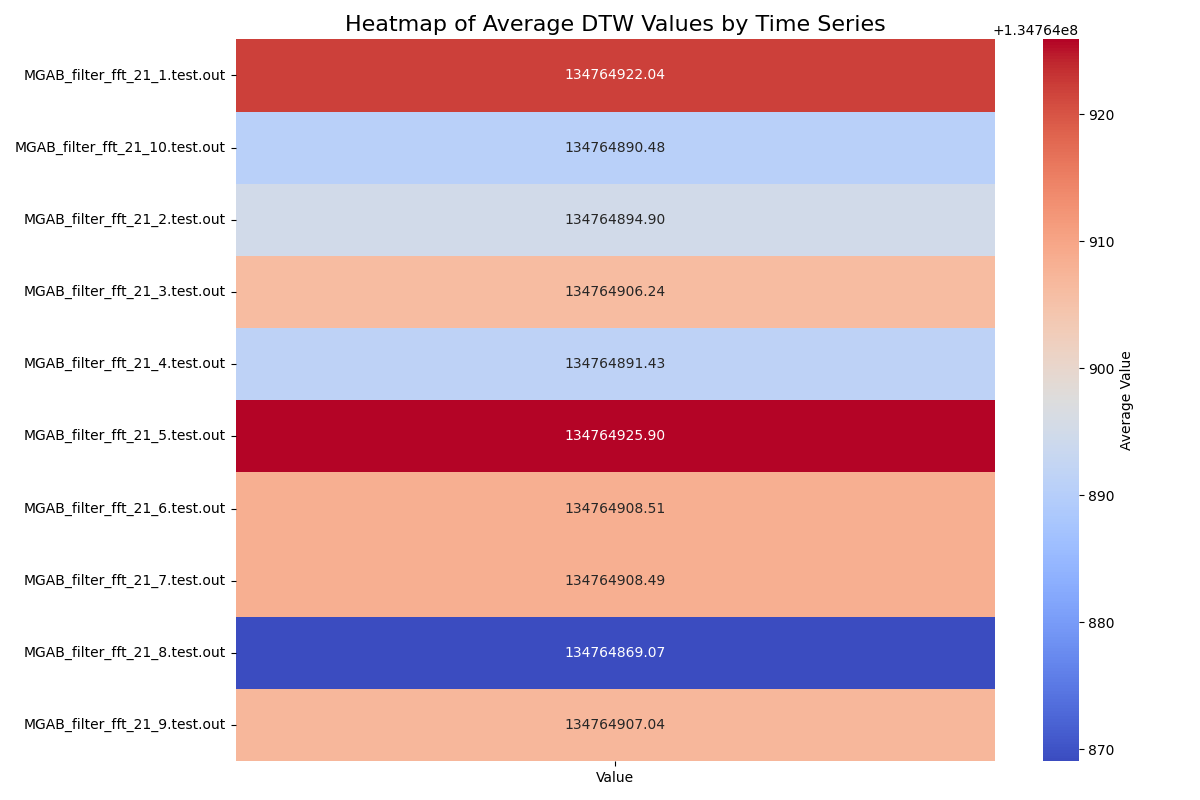 Heatmap of Average DTW Values by Time Series
+1.34764e8
MGAB_filter_fft_21_1.test.out 134764922.04
MGAB_filter_fft_21_10.test.out 134764890.48
MGAB_filter_fft_21_2.test.out 134764894.90
MGAB_filter_fft_21_3.test.out 134764906.24
MGAB_filter_fft_21_4.test.out 134764891.43
MGAB_filter_fft_21_5.test.out 134764925.90
MGAB_filter_fft_21_6.test.out 134764908.51
MGAB_filter_fft_21_7.test.out 134764908.49
MGAB_filter_fft_21_8.test.out 134764869.07
MGAB_filter_fft_21_9.test.out 134764907.04
Value
920
910
900
890
880
870
Average Value